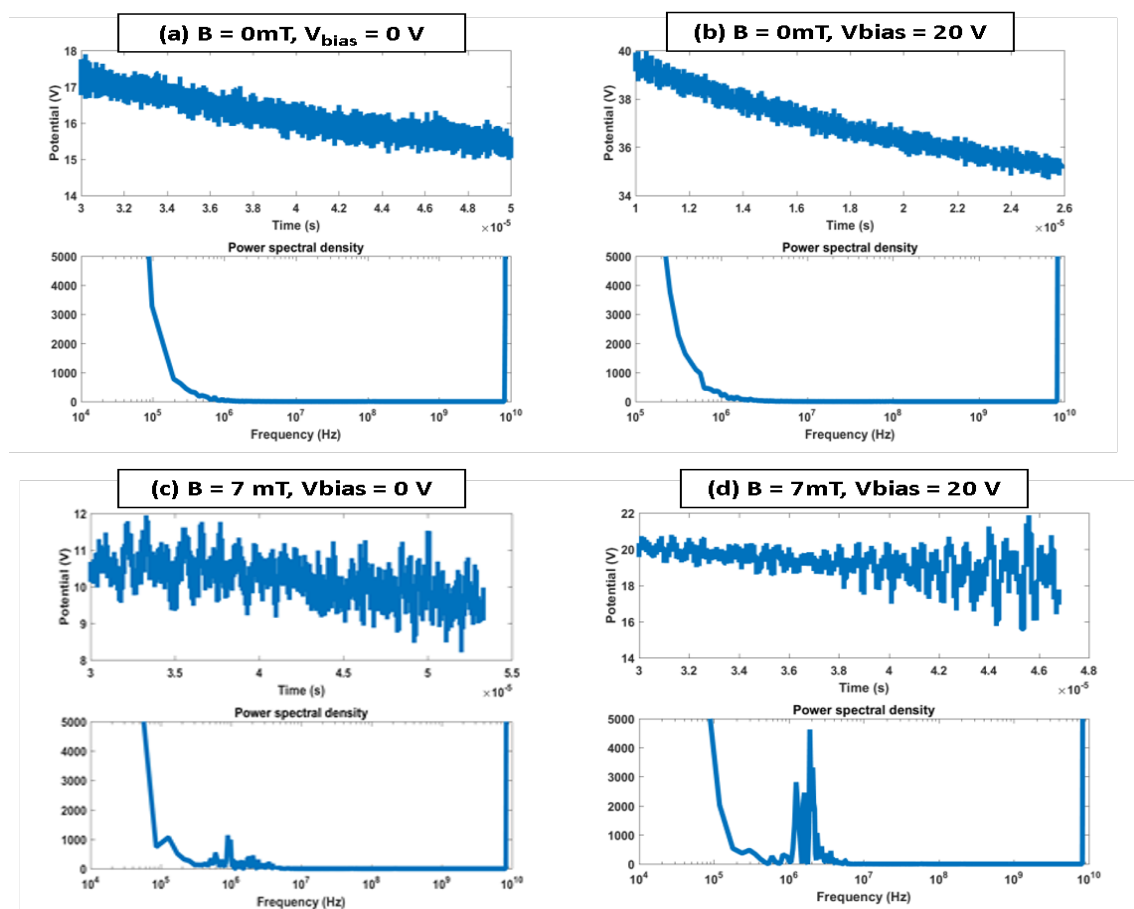 (a) B = 0mT, Vbias = 0 V
18
17
16
15
14
Potential (V)
3 3.2 3.4 3.6 3.8 4 4.2 4.4 4.6 4.8 5
Time (s)
×10-5
Power spectral density
5000
4000
3000
2000
1000
0
104 105 106 107 108 109 1010
Frequency (Hz)
(b) B = 0mT, Vbias = 20 V
40
38
36
34
Potential (V)
1 1.2 1.4 1.6 1.8 2 2.2 2.4 2.6
Time (s)
×10-5
Power spectral density
5000
4000
3000
2000
1000
0
105 106 107 108 109 1010
Frequency (Hz)
(c) B = 7 mT, Vbias = 0 V
12
11
10
9
8
Potential (V)
3 3.5 4 4.5 5 5.5
Time (s)
×10-5
Power spectral density
5000
4000
3000
2000
1000
0
104 105 106 107 108 109 1010
Frequency (Hz)
(d) B = 7mT, Vbias = 20 V
22
20
18
16
14
Potential (V)
3 3.2 3.4 3.6 3.8 4 4.2 4.4 4.6 4.8
Time (s)
×10-5
Power spectral density
5000
4000
3000
2000
1000
0
104 105 106 107 108 109 1010
Frequency (Hz)